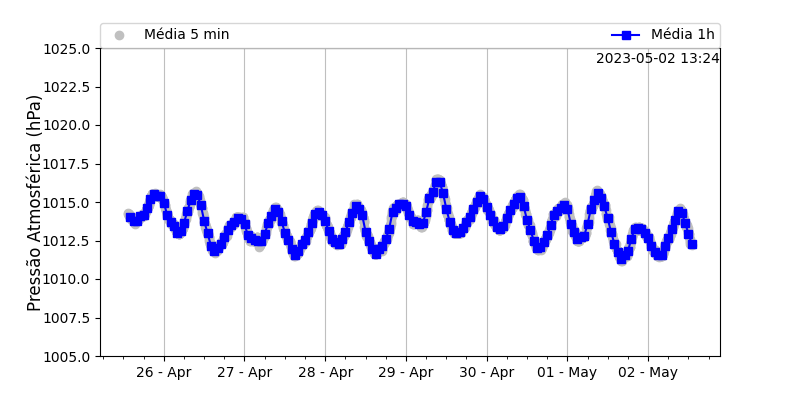 Média 5 min
Média 1h
2023-05-02 13:24
Pressão Atmosférica (hPa)
1025.0
1022.5
1020.0
1017.5
1015.0
1012.5
1010.0
1007.5
1005.0
26 - Apr
27 - Apr
28 - Apr
29 - Apr
30 - Apr
01 - May
02 - May